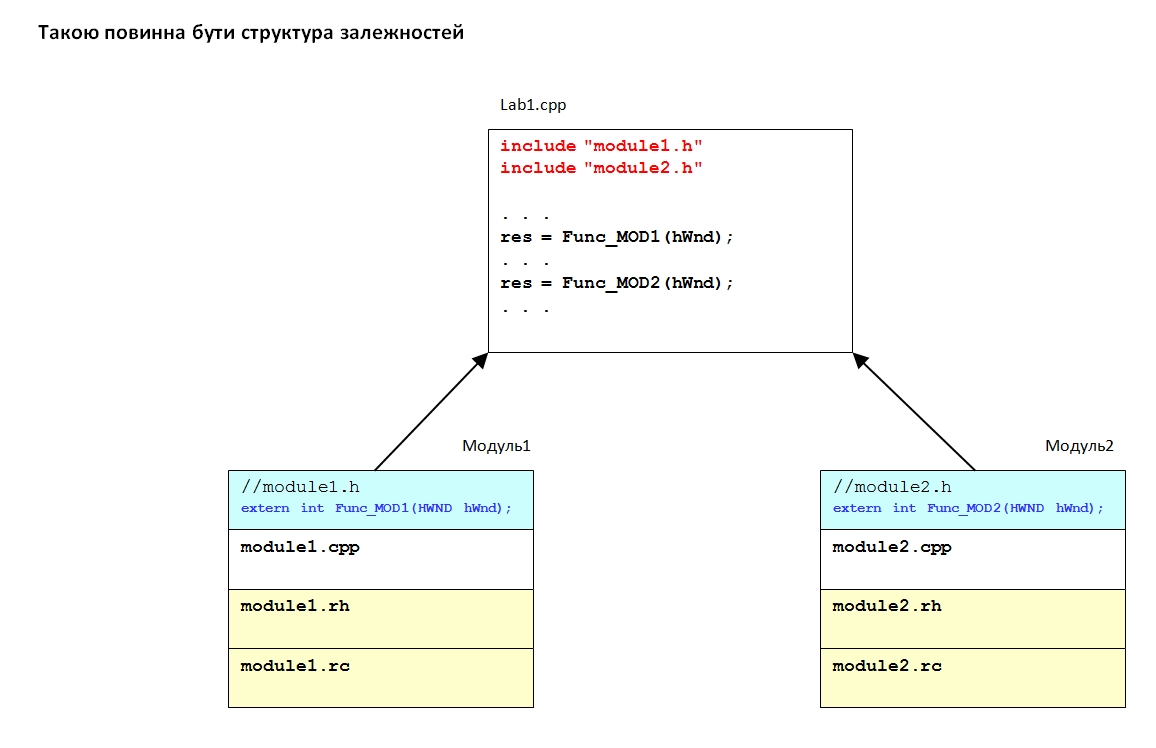 Такою повинна бути структура залежностей
Lab1.cpp
include "module1.h"
include "module2.h"
. . .
res = Func_MOD1(hWnd);
. . .
res = Func_MOD2(hWnd);
. . .
Модуль1
//module1.h
extern int Func_MOD1(HWND hWnd);
module1.cpp
module1.rh
module1.rc
Модуль2
//module2.h
extern int Func_MOD2(HWND hWnd);
module2.cpp
module2.rh
module2.rc